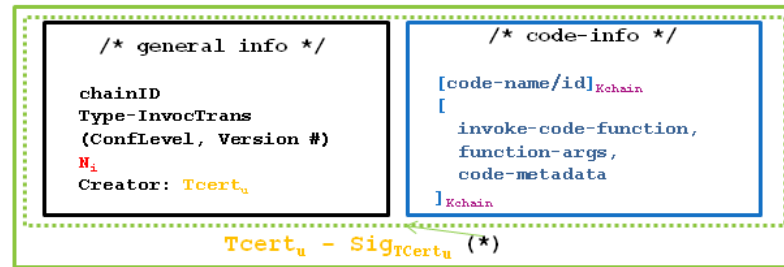 /* general info */
chainID
Type-InvocTrans
(ConfLevel, Version #)
Ni
Creator: Tcertu
/* code-info */
[code-name/id]Kchain
[
invoke-code-function,
function-args,
code-metadata
]Kchain
Tcertu - SigTCertu (*)